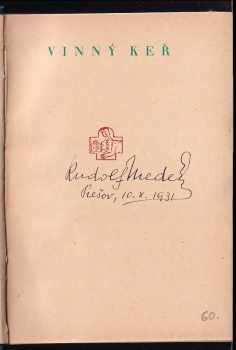 VINNÝ KEŘ
Rudolf Medek
Prešov, 10.X.1931
60.